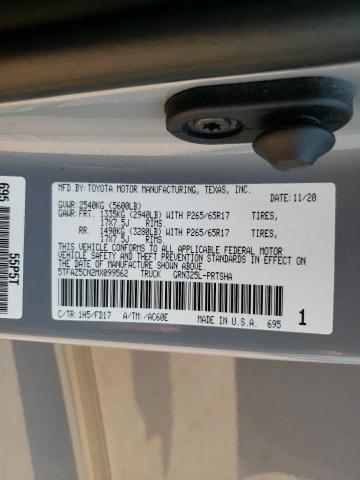 MFD.BY:TOYOTA MOTOR MANUFACTURING, TEXAS, INC.
GVWR:2540KG (5600LB) DATE: 11/20
GAWR:FRT. 1335KG (2940LB) WITH P265/65R17 TIRES,
17X7.5J RIMS.
RR. 1490KG (3280LB) WITH P265/65R17 TIRES,
17X7.5J RIMS.
THIS VEHICLE CONFORMS TO ALL APPLICABLE FEDERAL MOTOR
VEHICLE SAFETY AND THEFT PREVENTION STANDARDS IN EFFECT ON
THE DATE OF MANUFACTURE SHOWN ABOVE.
5TFAZ5CN2MX099562 TRUCK GRN325L-PRTSHA
C/TR:1H5/FD17 A/TM:/AC60E MADE IN U.S.A. 695 1
695
55P5T